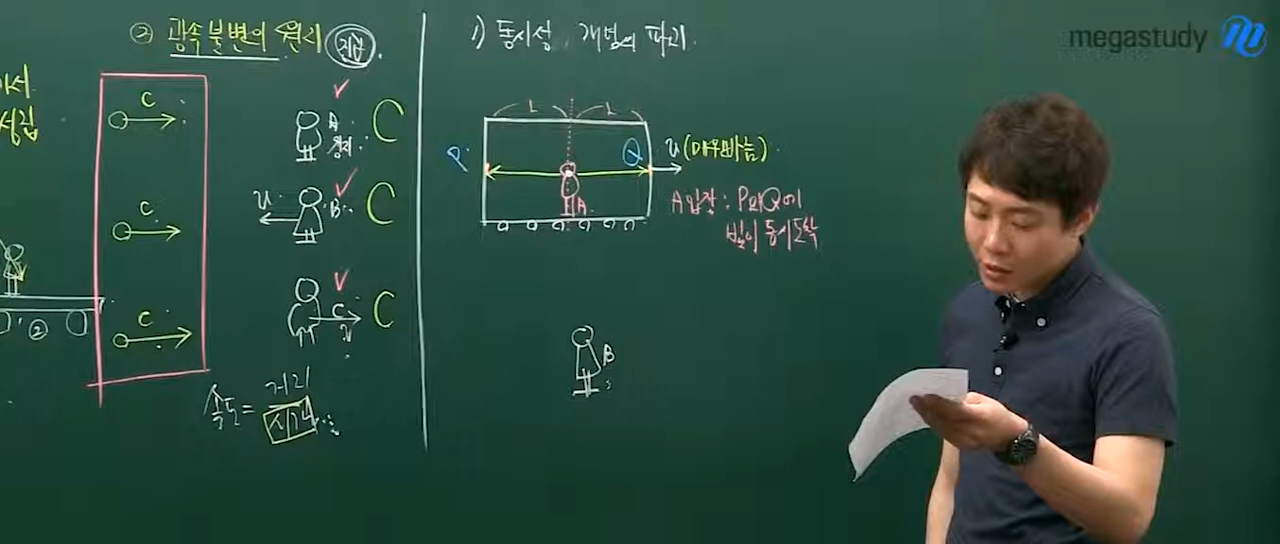 ② 광속불변의 원리
C
A
정지
C
C
u
B
C
C
C
v
C
②
속도 = 거리
시간
1) 동시성 개념의 파괴
L
L
P
Q
u (매우빠름)
A
A입장: P와Q에
빛이 동시도착
B
megastudy